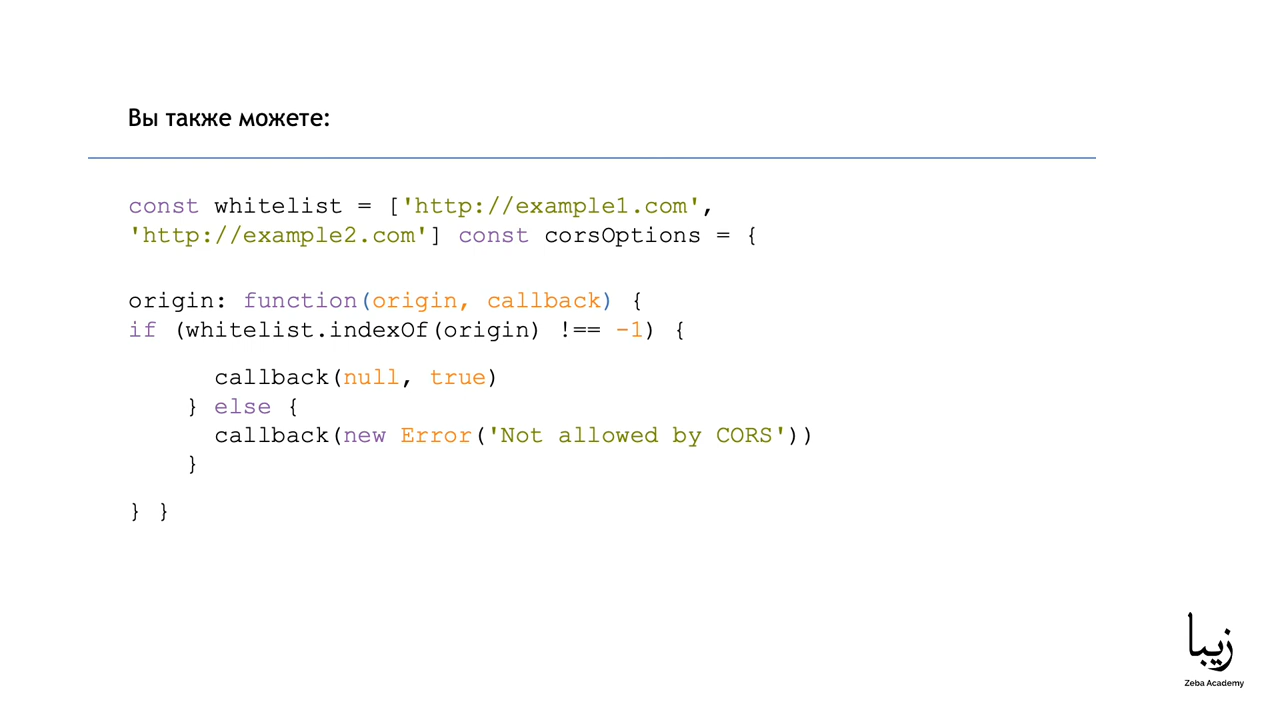 Вы также можете:
const whitelist = ['http://example1.com',
'http://example2.com'] const corsOptions = {
origin: function(origin, callback) {
if (whitelist.indexOf(origin) !== -1) {
callback(null, true)
} else {
callback(new Error('Not allowed by CORS'))
}
} }
زيبا
Zeba Academy